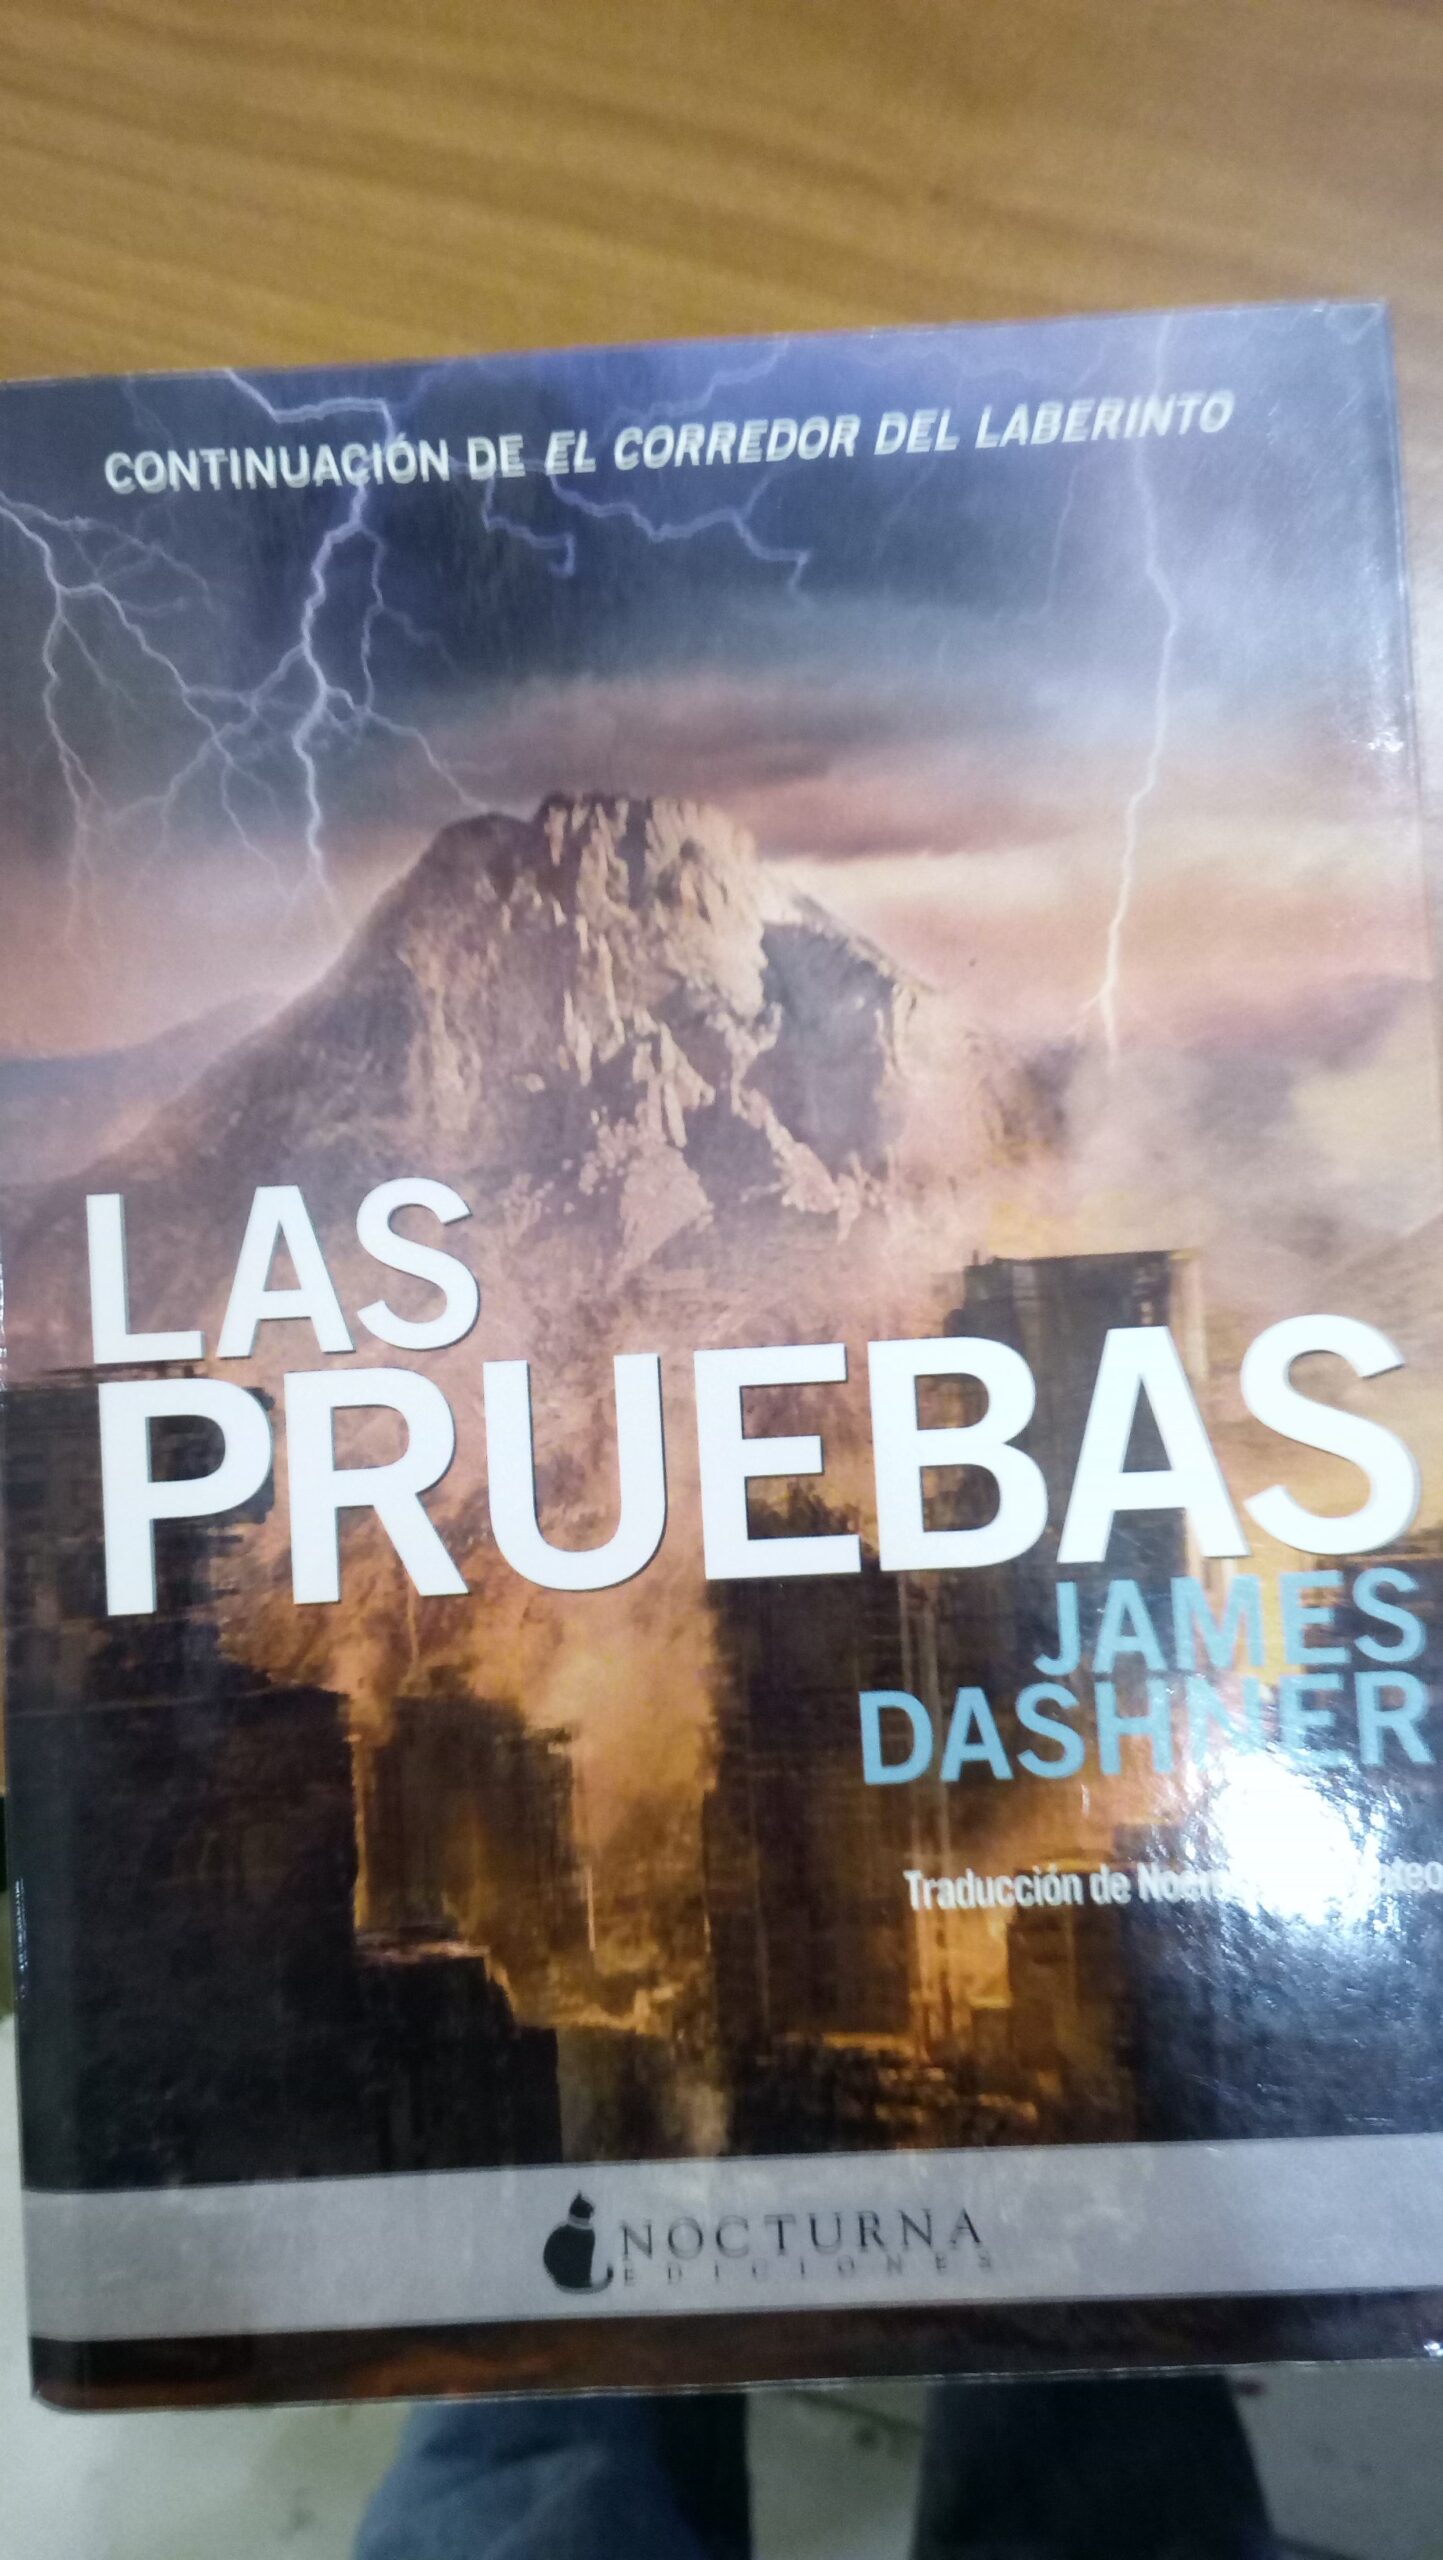 CONTINUACIÓN DE EL CORREDOR DEL LABERINTO
LAS
PRUEBAS
JAMES
DASHNER
Traducción de
NOCTURNA
EDICIONES